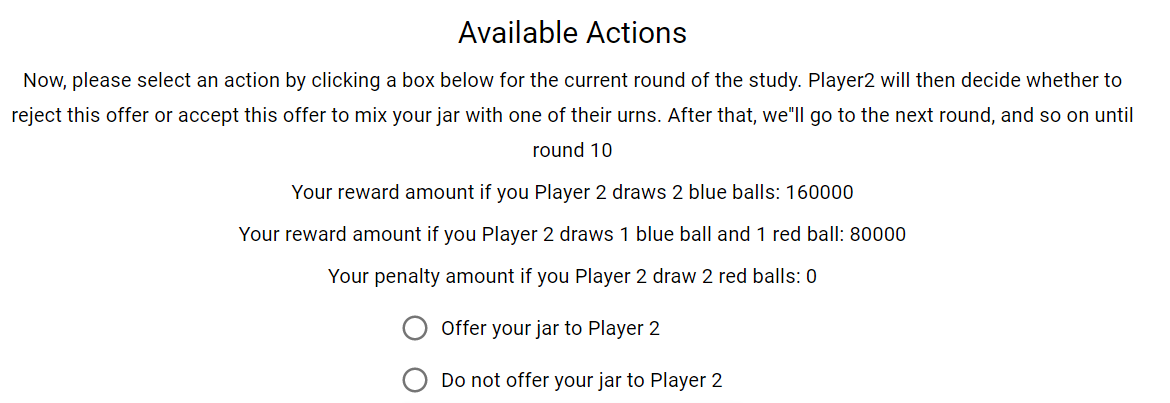 Available Actions
Now, please select an action by clicking a box below for the current round of the study. Player2 will then decide whether to
reject this offer or accept this offer to mix your jar with one of their urns. After that, we"ll go to the next round, and so on until
round 10
Your reward amount if you Player 2 draws 2 blue balls: 160000
Your reward amount if you Player 2 draws 1 blue ball and 1 red ball: 80000
Your penalty amount if you Player 2 draw 2 red balls: 0
Offer your jar to Player 2
Do not offer your jar to Player 2